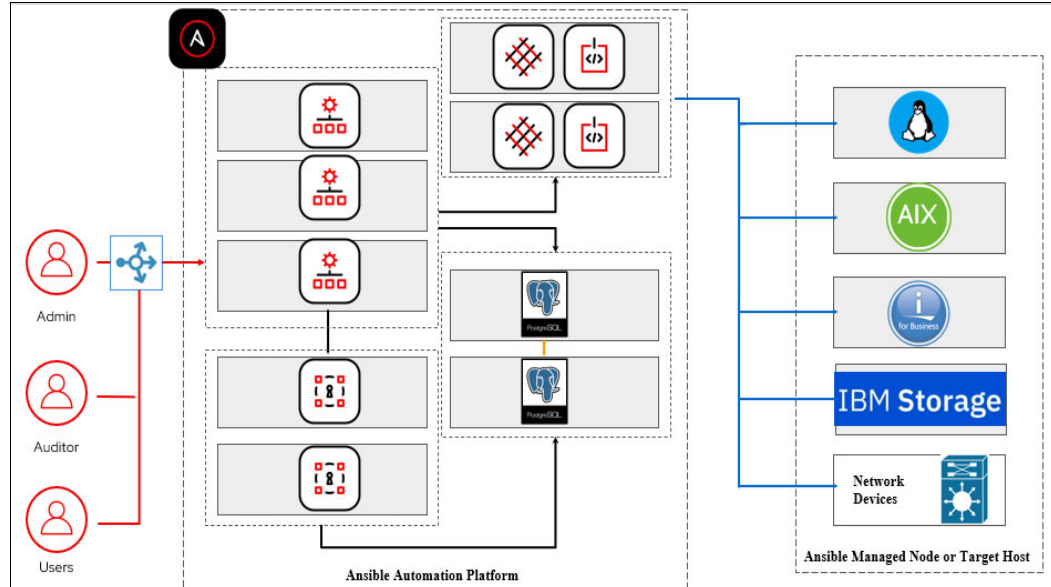 Admin
Auditor
Users
PostgreSQL
PostgreSQL
Ansible Automation Platform
AIX
i
for Business
IBM Storage
Network
Devices
Ansible Managed Node or Target Host